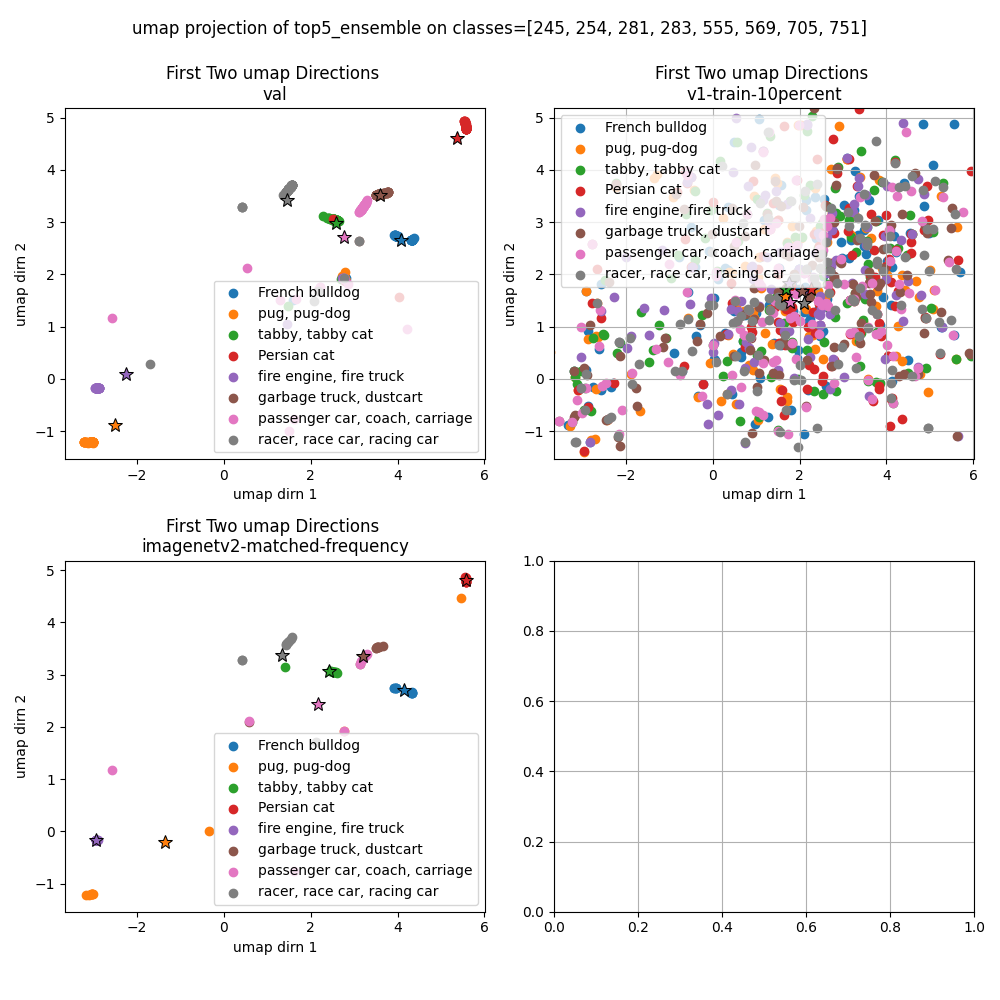 umap projection of top5_ensemble on classes=[245, 254, 281, 283, 555, 569, 705, 751]
First Two umap Directions
val
5
4
3
2
1
0
−1
umap dirn 2
−2
0
2
4
6
umap dirn 1
French bulldog
pug, pug-dog
tabby, tabby cat
Persian cat
fire engine, fire truck
garbage truck, dustcart
passenger car, coach, carriage
racer, race car, racing car
First Two umap Directions
v1-train-10percent
5
4
3
2
1
0
−1
umap dirn 2
−2
0
2
4
6
umap dirn 1
French bulldog
pug, pug-dog
tabby, tabby cat
Persian cat
fire engine, fire truck
garbage truck, dustcart
passenger car, coach, carriage
racer, race car, racing car
First Two umap Directions
imagenetv2-matched-frequency
5
4
3
2
1
0
−1
umap dirn 2
−2
0
2
4
6
umap dirn 1
French bulldog
pug, pug-dog
tabby, tabby cat
Persian cat
fire engine, fire truck
garbage truck, dustcart
passenger car, coach, carriage
racer, race car, racing car
1.0
0.8
0.6
0.4
0.2
0.0
0.0
0.2
0.4
0.6
0.8
1.0